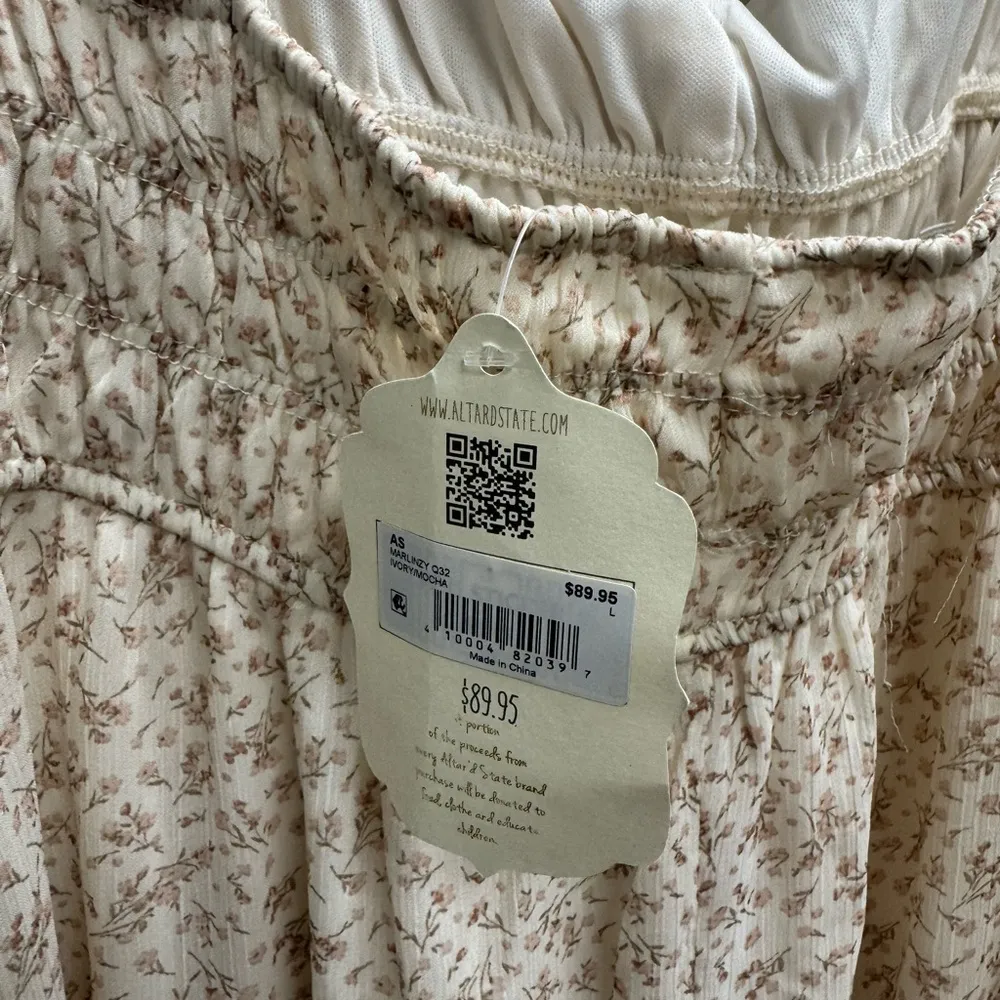 WWW.ALTARDSTATE.COM
AS
MARLINZY Q32
IVORY/MOCHA
$89.95
L
4 10004 82039 7
Made in China
$89.95
portion
of the proceeds from
every Altar'd State brand
purchase will be donated to
feed, clothe and educate
children.